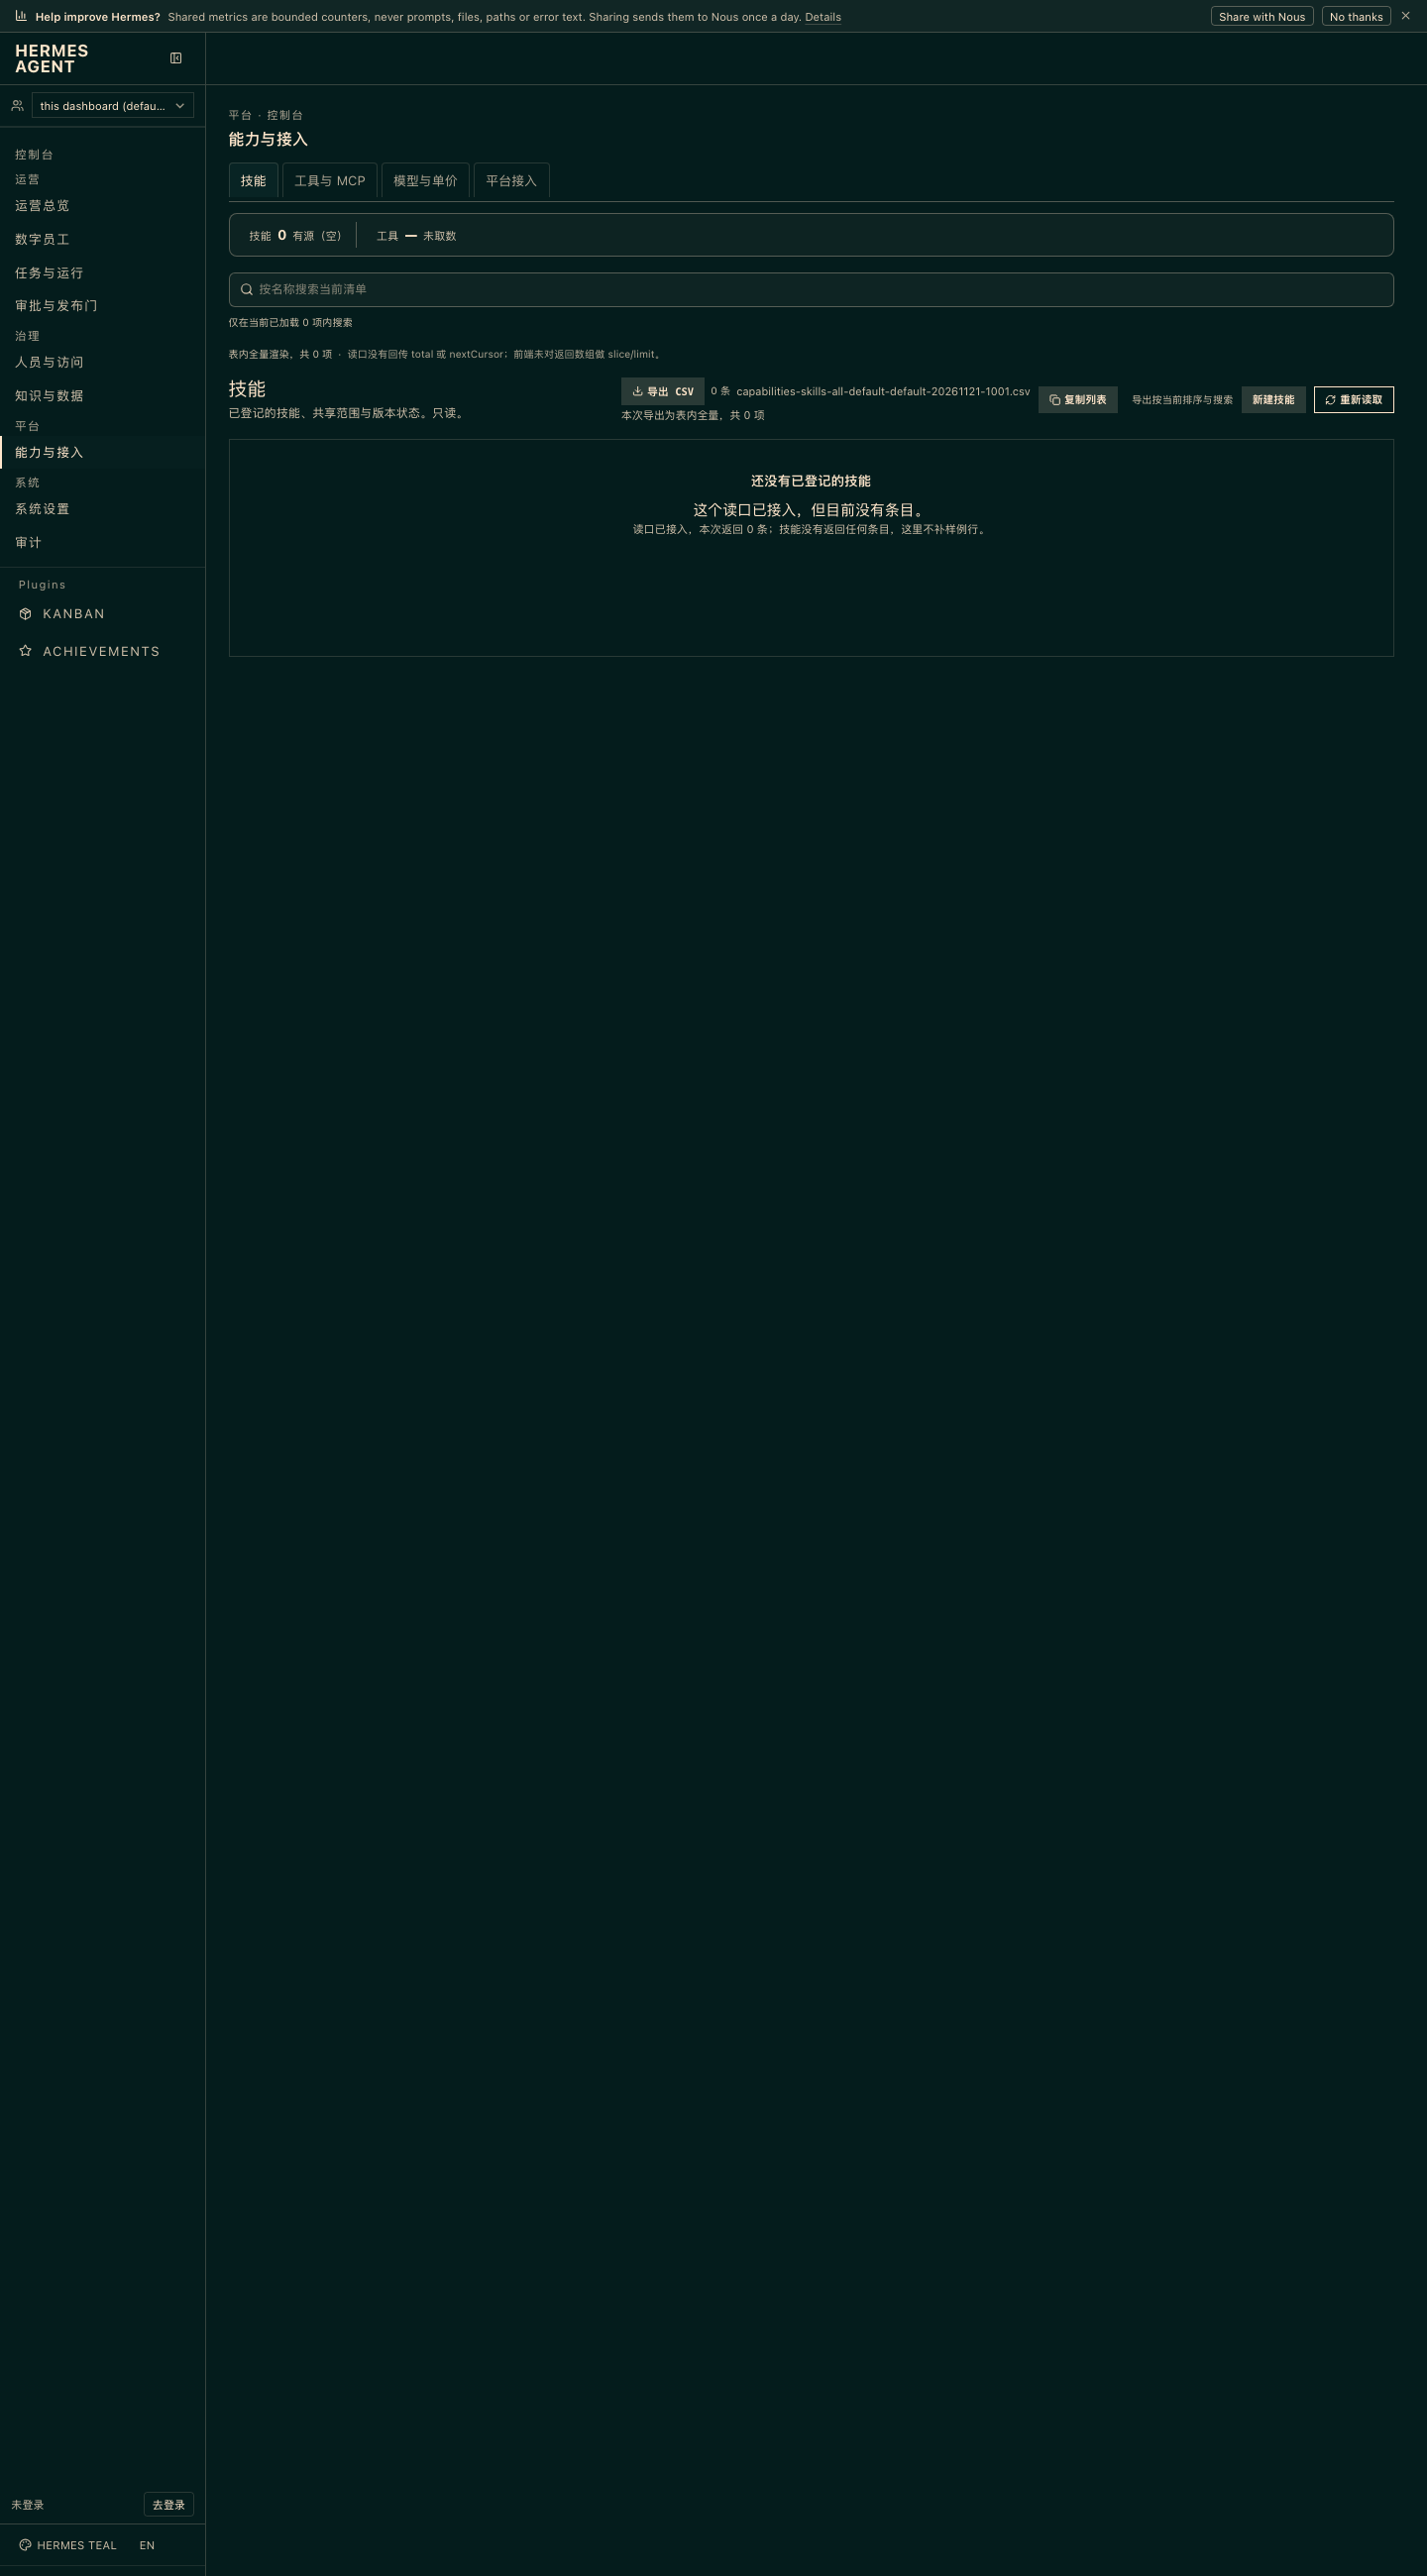 Help improve Hermes? Shared metrics are bounded counters, never prompts, files, paths or error text. Sharing sends them to Nous once a day. Details
Share with Nous
No thanks
HERMES
AGENT
this dashboard (defau...
控制台
运营
运营总览
数字员工
任务与运行
审批与发布门
治理
人员与访问
知识与数据
平台
能力与接入
系统
系统设置
审计
Plugins
KANBAN
ACHIEVEMENTS
未登录
去登录
HERMES TEAL
EN
平台 · 控制台
能力与接入
技能
工具与 MCP
模型与单价
平台接入
技能 0 有源（空）
工具 — 未取数
按名称搜索当前清单
仅在当前已加载 0 项内搜索
表内全量渲染，共 0 项 · 读口没有回传 total 或 nextCursor；前端未对返回数组做 slice/limit。
技能
已登记的技能、共享范围与版本状态。只读。
导出 CSV
0 条 capabilities-skills-all-default-default-20261121-1001.csv
本次导出为表内全量，共 0 项
复制列表
导出按当前排序与搜索
新建技能
重新读取
还没有已登记的技能
这个读口已接入，但目前没有条目。
读口已接入，本次返回 0 条；技能没有返回任何条目，这里不补样例行。